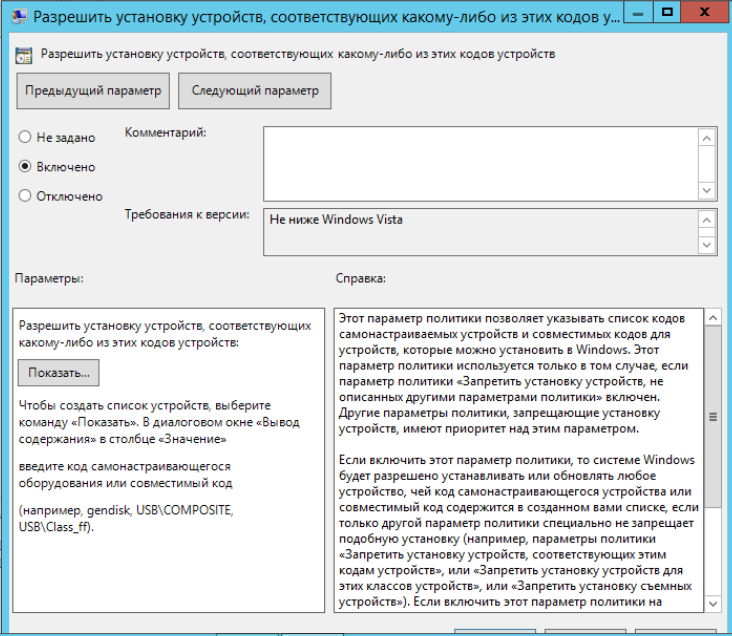 Разрешить установку устройств, соответствующих какому-либо из этих кодов у...
Разрешить установку устройств, соответствующих какому-либо из этих кодов устройств
Предыдущий параметр
Следующий параметр
Не задано
Комментарий:
Включено
Отключено
Требования к версии:
Не ниже Windows Vista
Параметры:
Справка:
Разрешить установку устройств, соответствующих
какому-либо из этих кодов устройств:
Показать...
Чтобы создать список устройств, выберите
команду «Показать». В диалоговом окне «Вывод
содержания» в столбце «Значение»
введите код самонастраивающегося
оборудования или совместимый код
(например, gendisk, USB\COMPOSITE,
USB\Class_ff).
Этот параметр политики позволяет указывать список кодов
самонастраиваемых устройств и совместимых кодов для
устройств, которые можно установить в Windows. Этот
параметр политики используется только в том случае, если
параметр политики «Запретить установку устройств, не
описанных другими параметрами политики» включен.
Другие параметры политики, запрещающие установку
устройств, имеют приоритет над этим параметром.
Если включить этот параметр политики, то системе Windows
будет разрешено устанавливать или обновлять любое
устройство, чей код самонастраивающегося устройства или
совместимый код содержится в созданном вами списке, если
только другой параметр политики специально не запрещает
подобную установку (например, параметры политики
«Запретить установку устройств, соответствующих этим
кодам устройств», или «Запретить установку устройств для
этих классов устройств», или «Запретить установку съемных
устройств»). Если включить этот параметр политики на